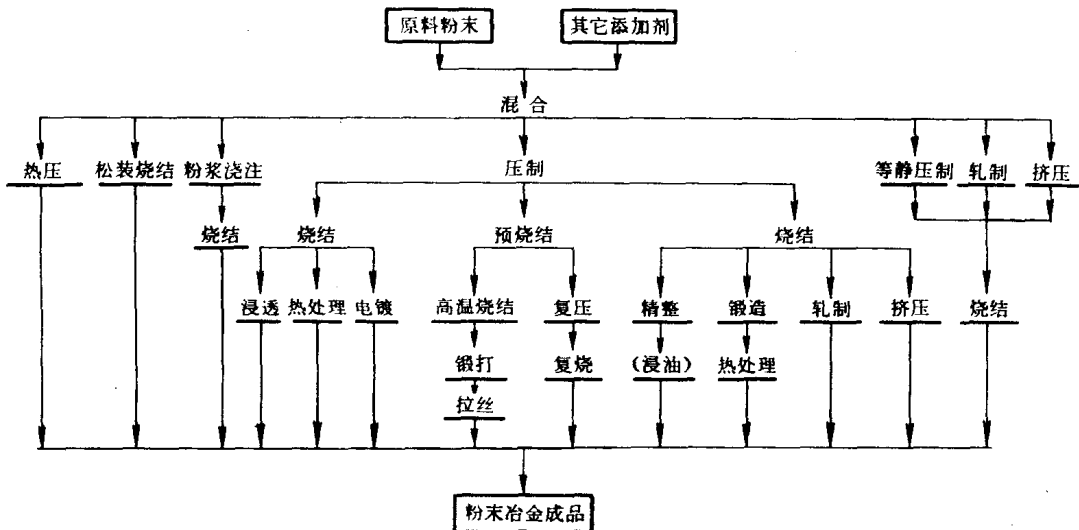 原料粉末 其它添加剂
混合
热压 松装烧结 粉浆浇注 压制 等静压制 轧制 挤压
烧结 烧结 预烧结 烧结
浸透 热处理 电镀 高温烧结 复压 精整 锻造 轧制 挤压 烧结
锻打 复烧 (浸油) 热处理
拉丝
粉末冶金成品